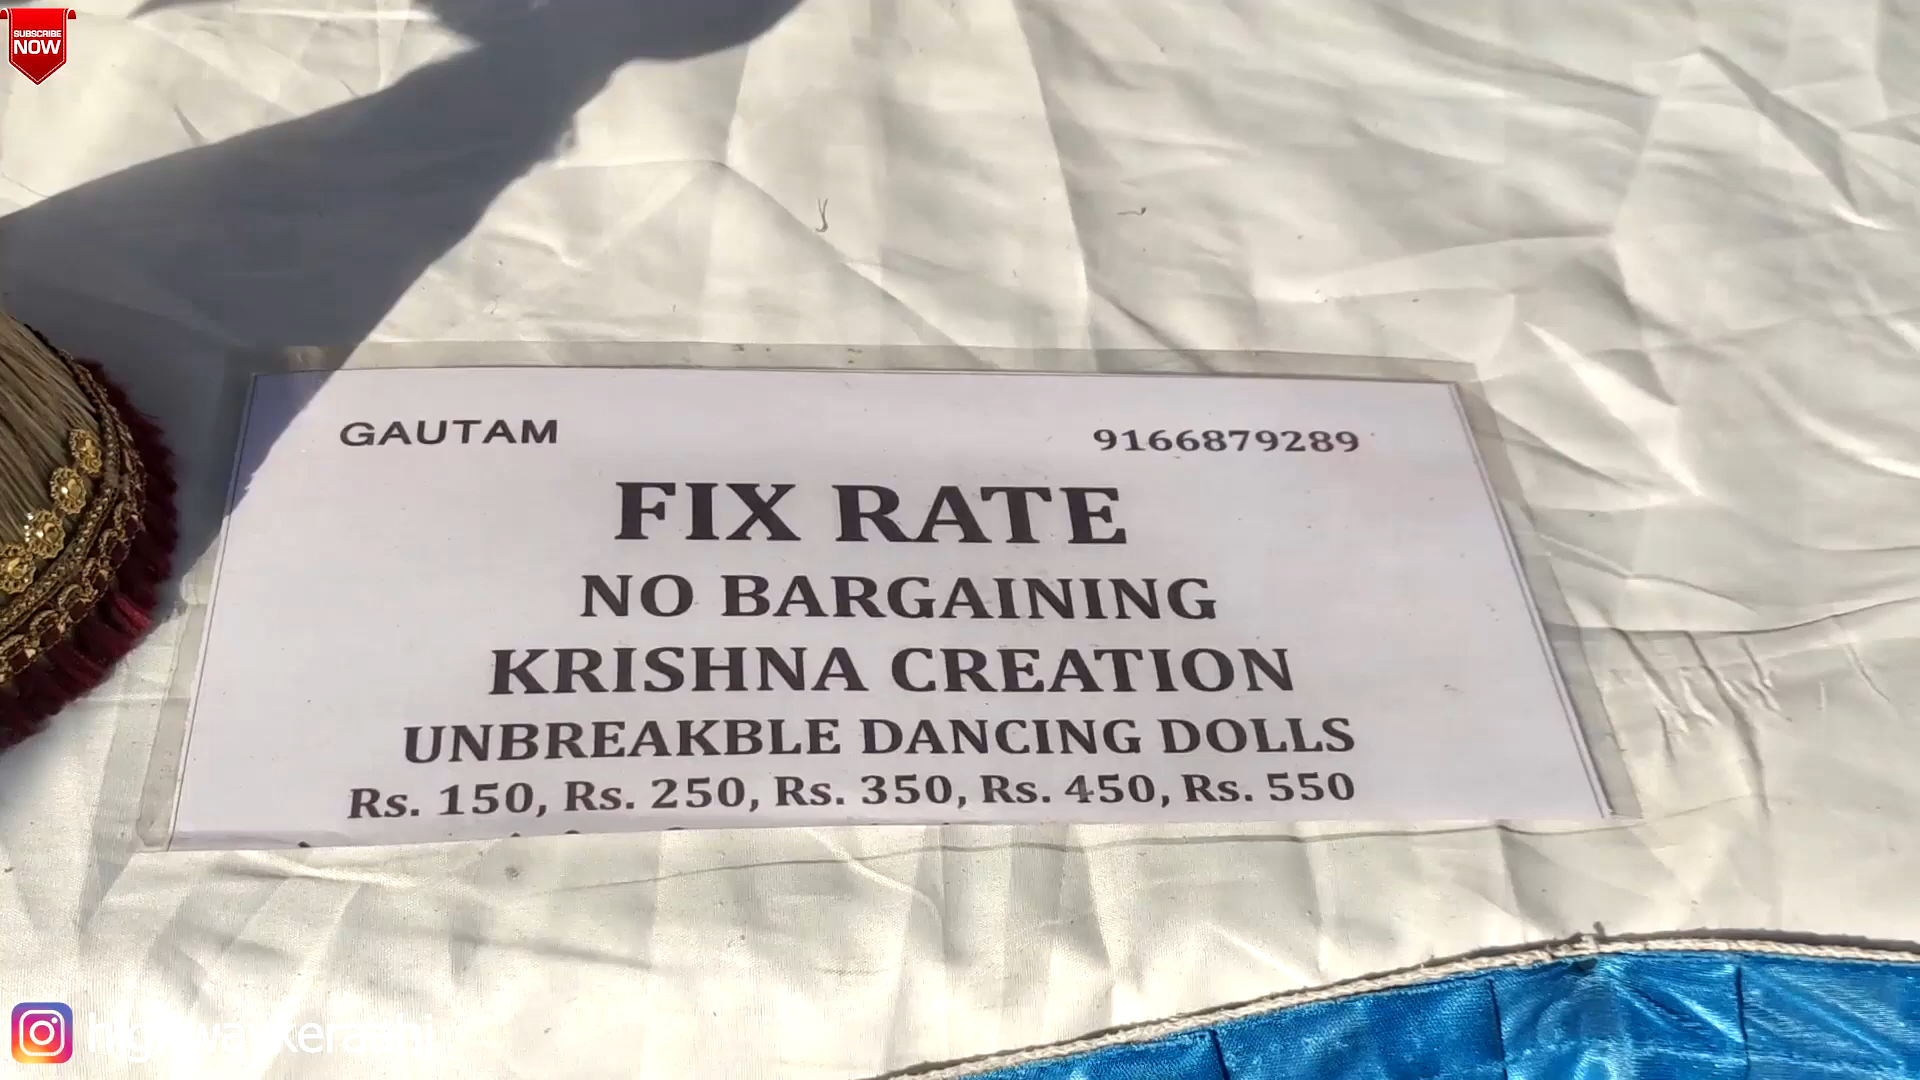 SUBSCRIBE
NOW
GAUTAM 9166879289
FIX RATE
NO BARGAINING
KRISHNA CREATION
UNBREAKBLE DANCING DOLLS
Rs. 150, Rs. 250, Rs. 350, Rs. 450, Rs. 550